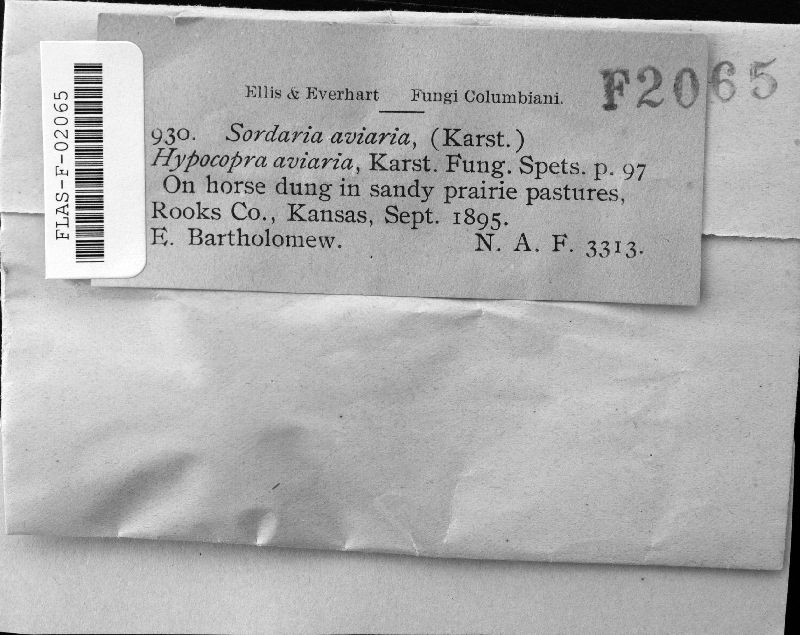 FLAS-F-02065
F2065
Ellis & Everhart Fungi Columbiani.
930. Sordaria aviaria, (Karst.)
Hypocopra aviaria, Karst. Fung. Spets. p. 97
On horse dung in sandy prairie pastures,
Rooks Co., Kansas, Sept. 1895.
E. Bartholomew. N. A. F. 3313.